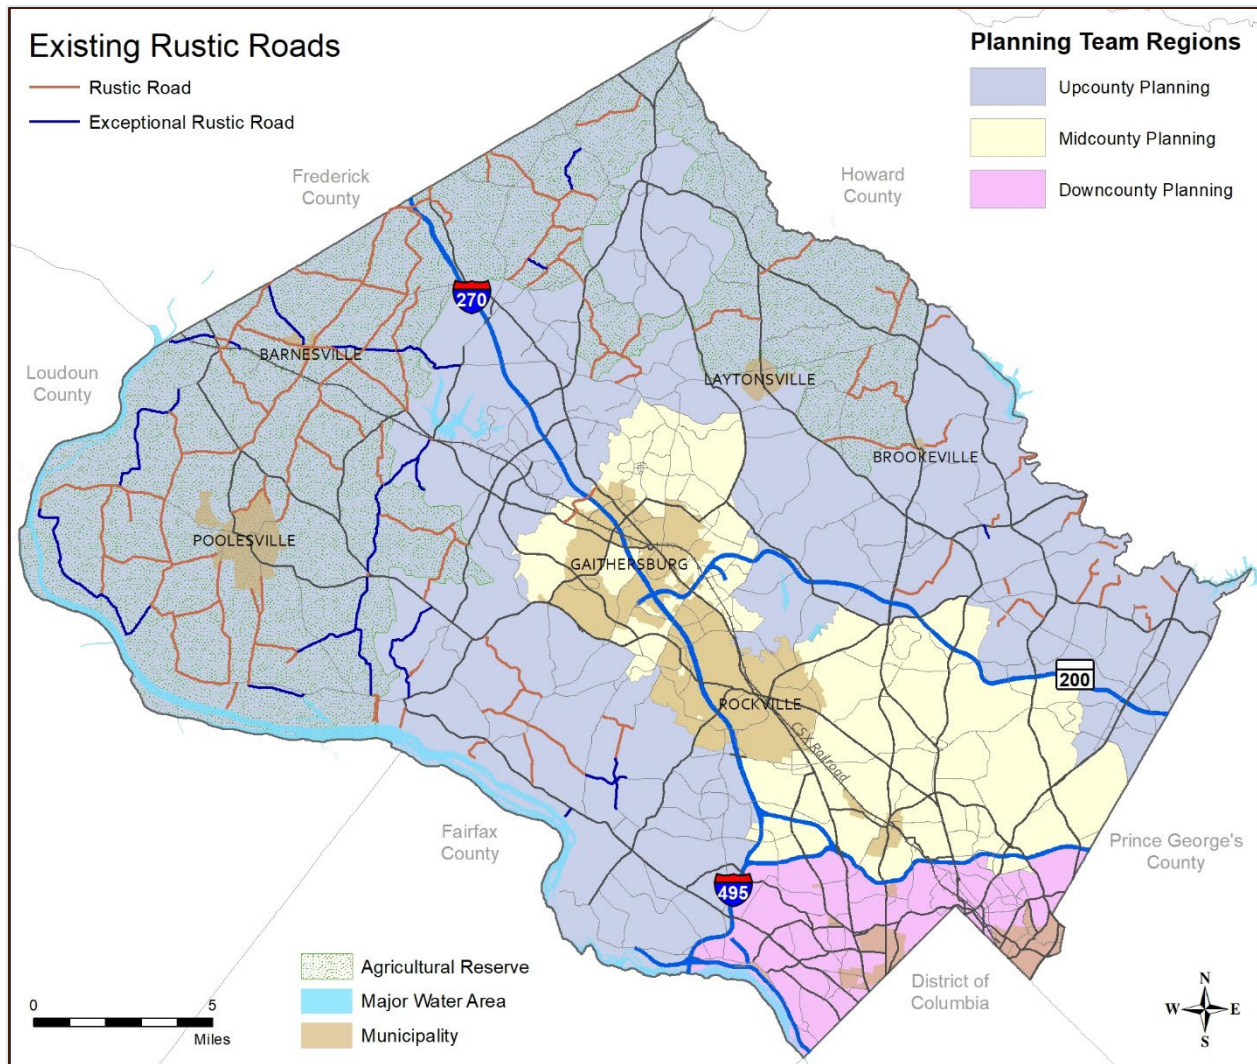 Existing Rustic Roads
Rustic Road
Exceptional Rustic Road
Planning Team Regions
Upcounty Planning
Midcounty Planning
Downcounty Planning
Frederick
County
Howard
County
270
Loudoun
County
BARNESVILLE
LAYTONSVILLE
BROOKEVILLE
POOLESVILLE
GAITHERSBURG
200
ROCKVILLE
CSX Railroad
Fairfax
County
Prince George's
County
495
Agricultural Reserve
Major Water Area
Municipality
District of
Columbia
0 5
Miles
N
W E
S